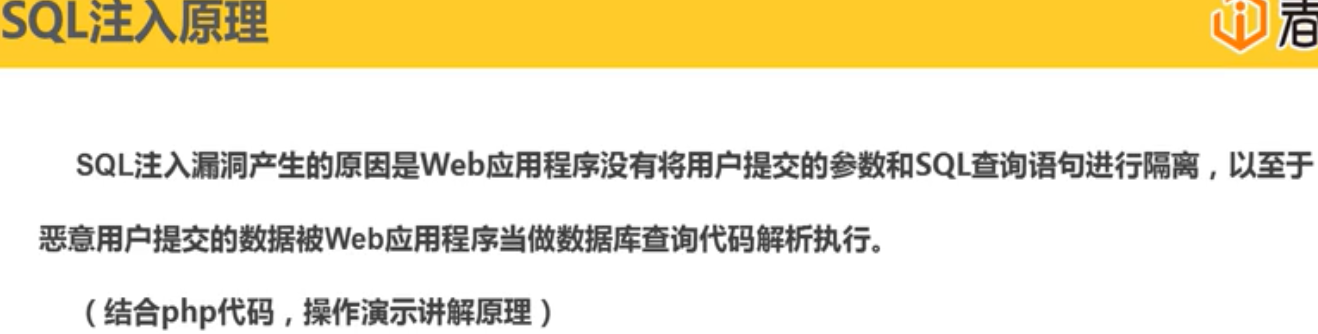 SQL注入原理
SQL注入漏洞产生的原因是Web应用程序没有将用户提交的参数和SQL查询语句进行隔离，以至于
恶意用户提交的数据被Web应用程序当做数据库查询代码解析执行。
（结合php代码，操作演示讲解原理）